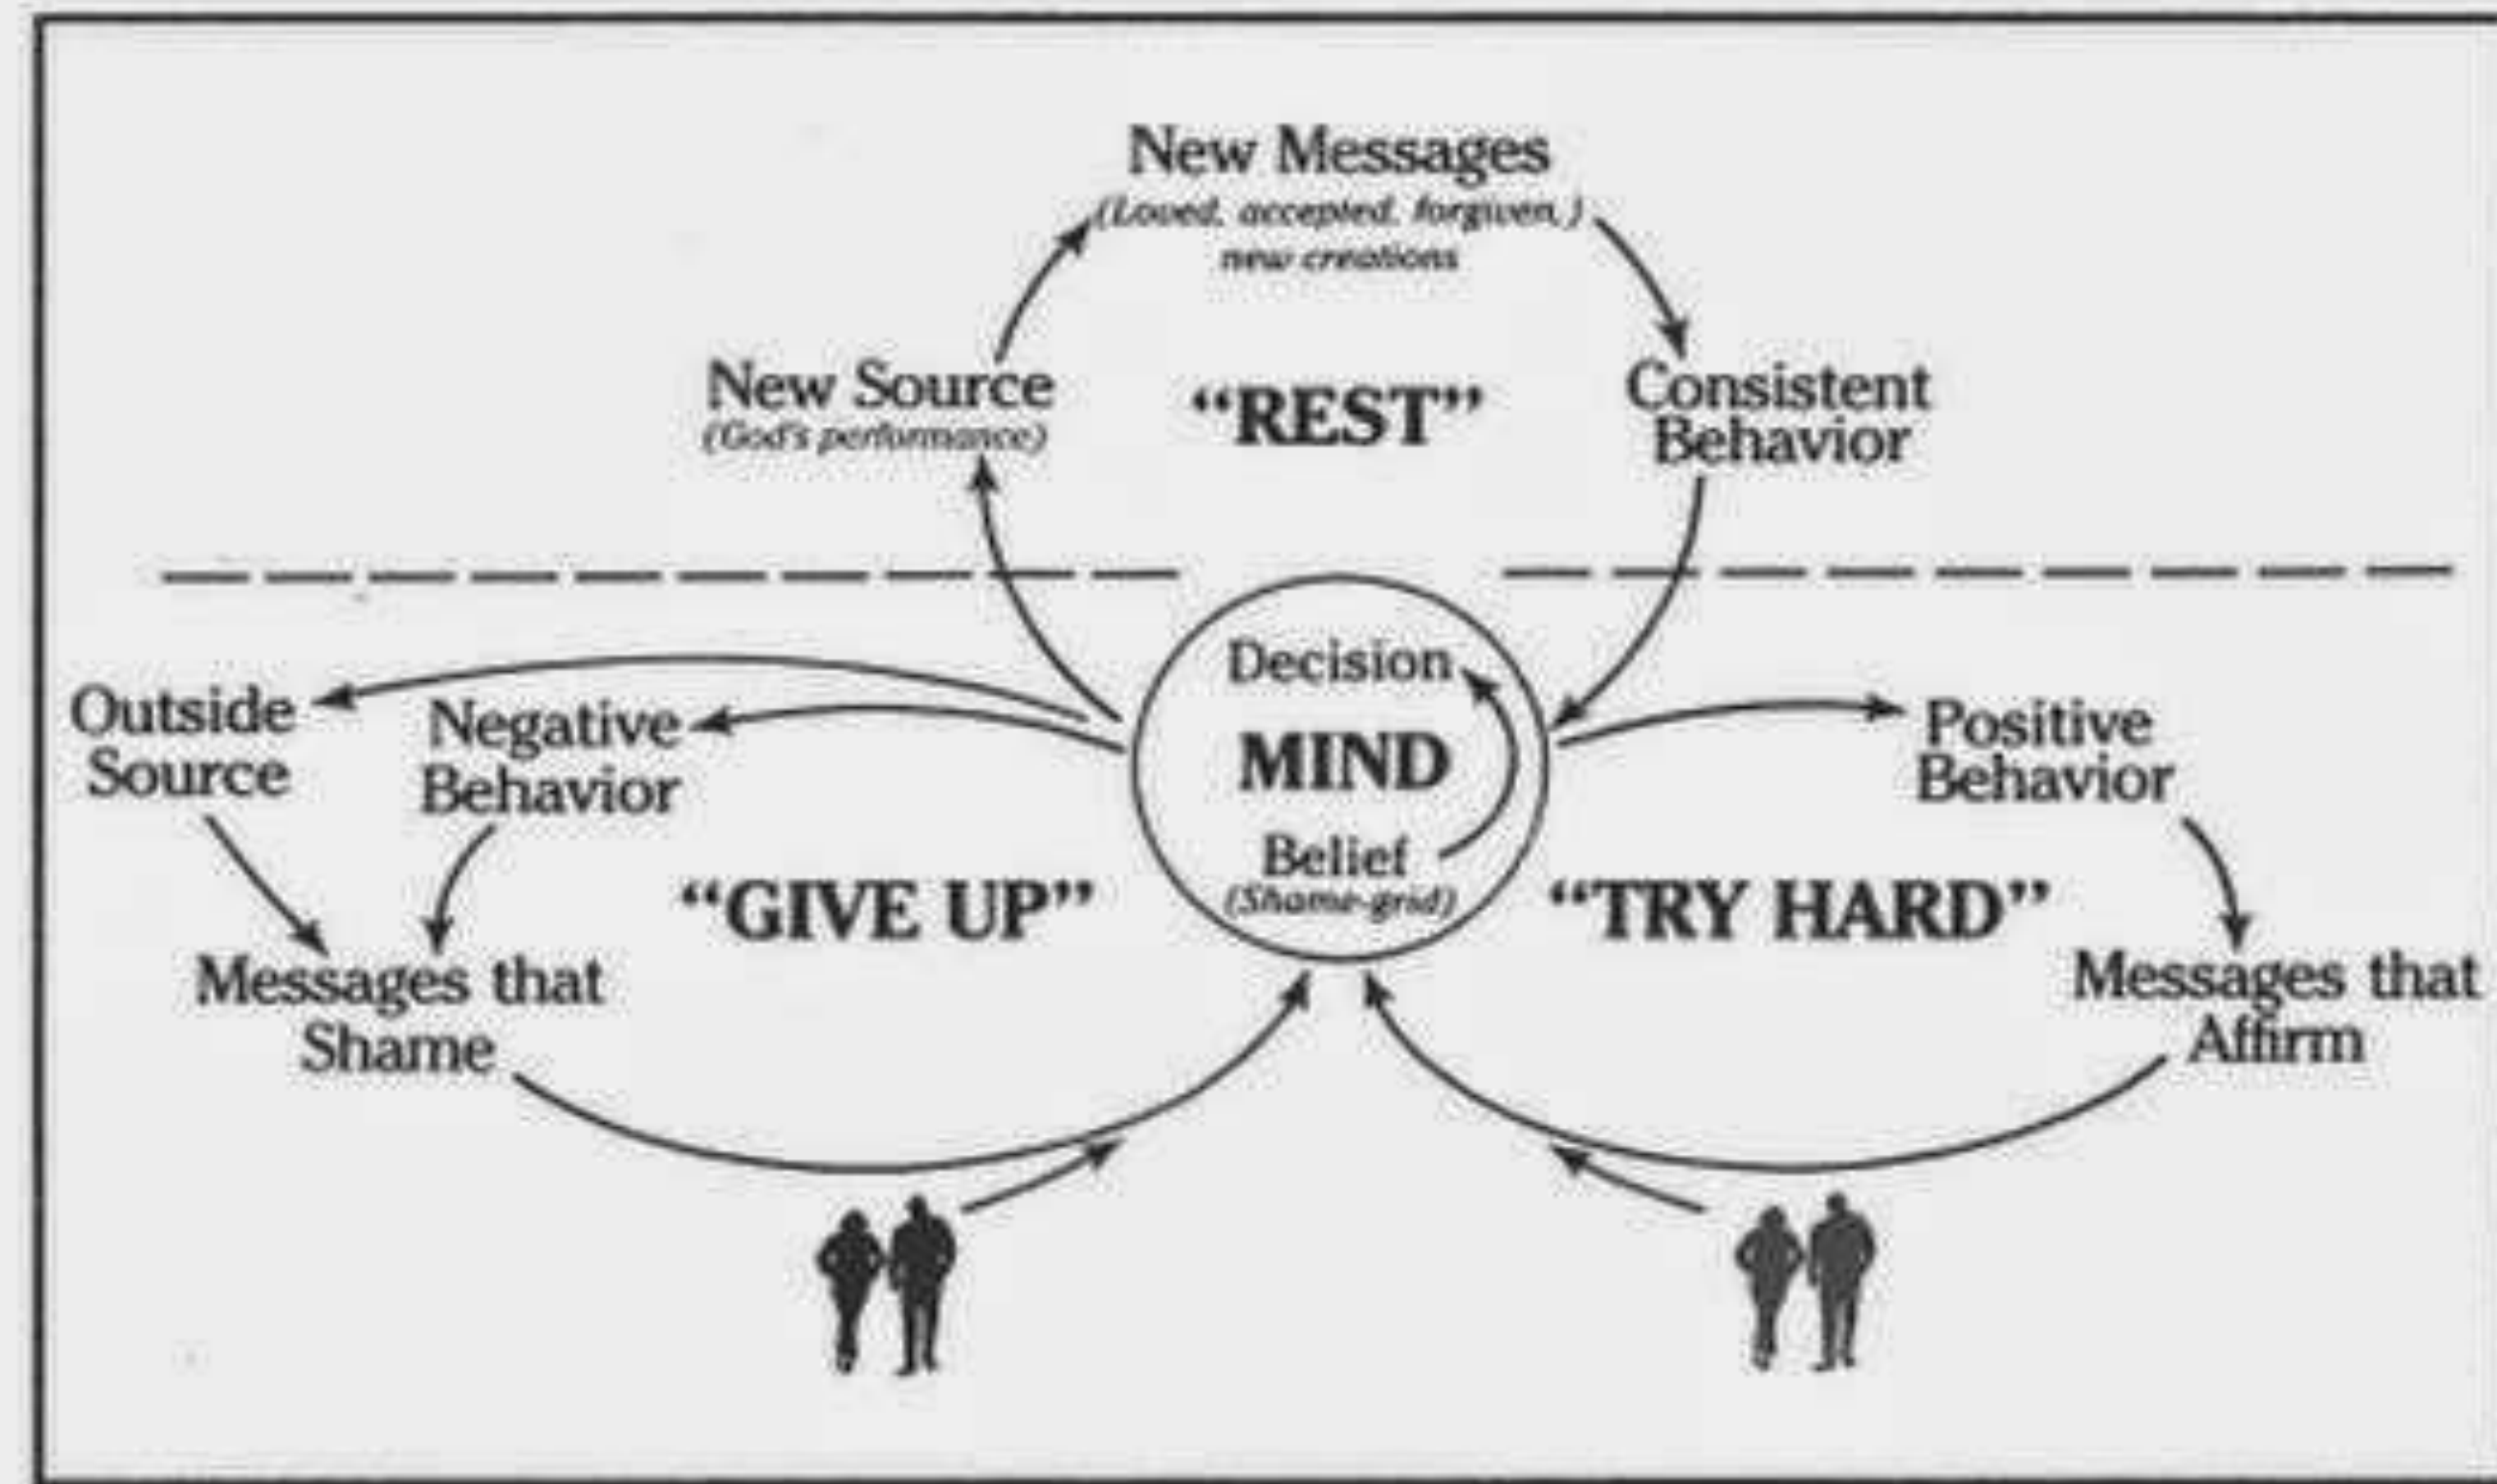 New Messages
(Loved, accepted, forgiven,)
new creations
New Source
(God's performance)
"REST"
Consistent
Behavior
Outside
Source
Negative
Behavior
"GIVE UP"
Messages that
Shame
Decision
MIND
Belief
(Shame-grid)
Positive
Behavior
"TRY HARD"
Messages that
Affirm